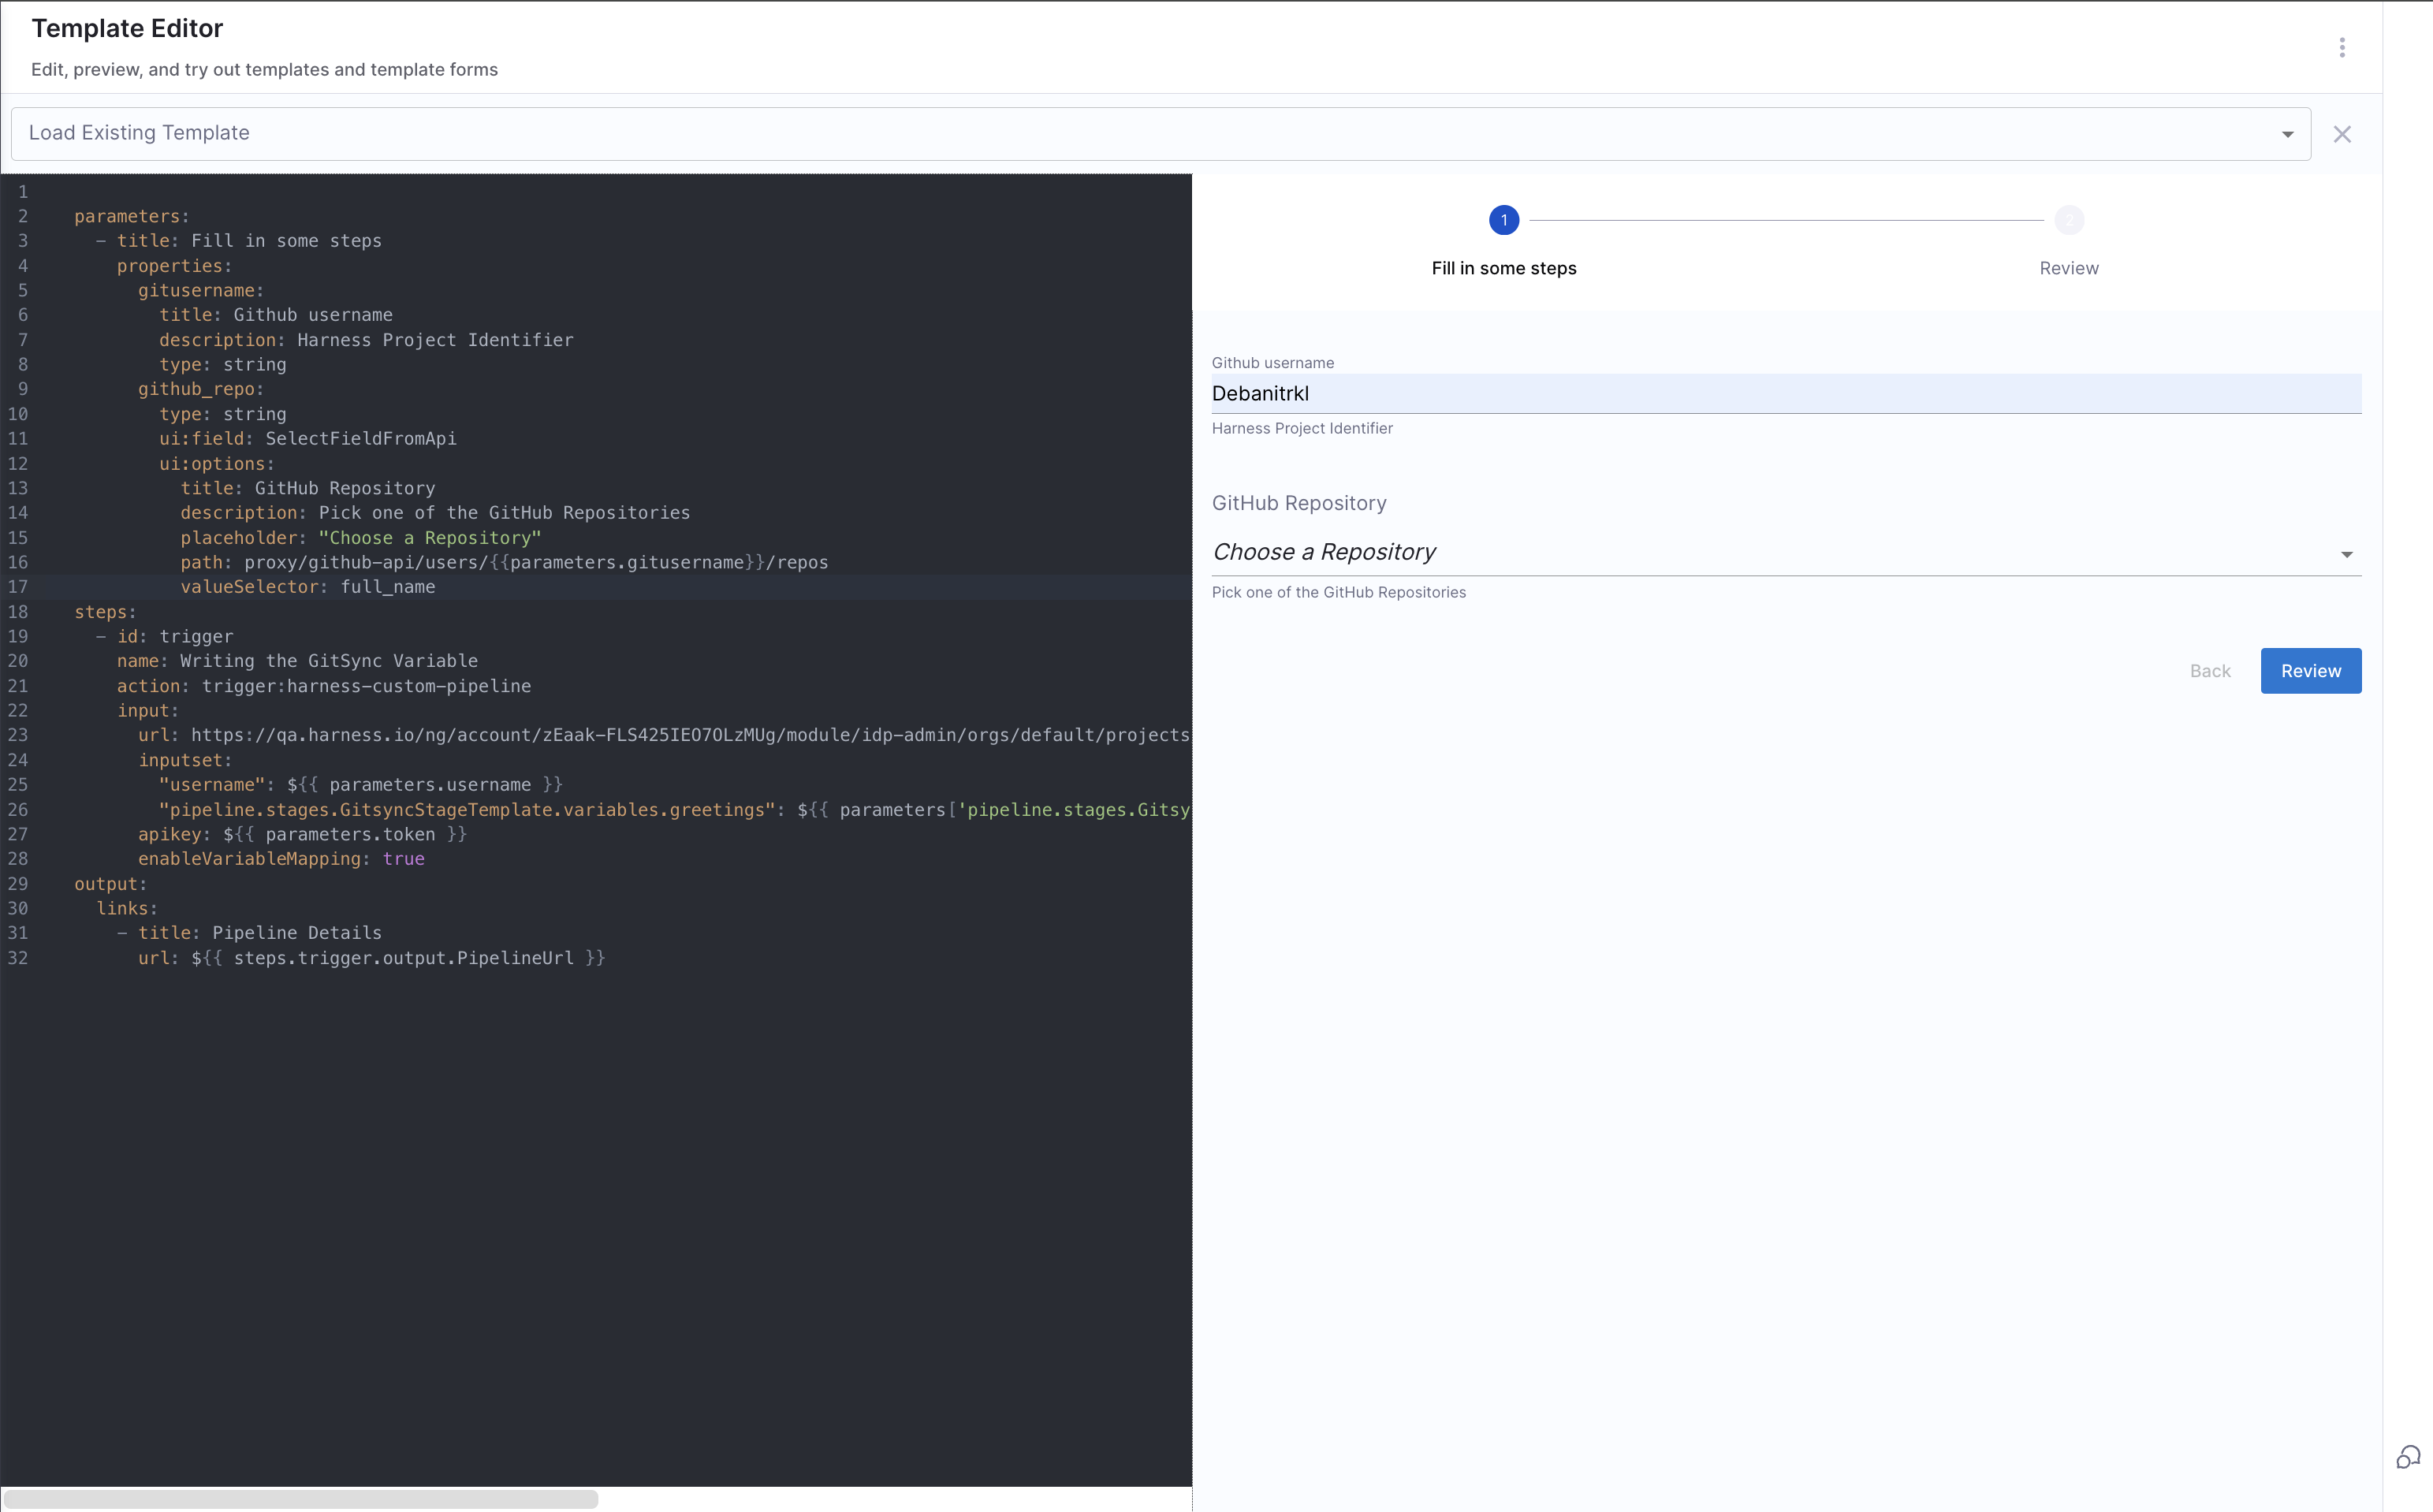 Template Editor
Edit, preview, and try out templates and template forms
Load Existing Template
1
2 parameters:
3 - title: Fill in some steps
4 properties:
5 gitusername:
6 title: Github username
7 description: Harness Project Identifier
8 type: string
9 github_repo:
10 type: string
11 ui:field: SelectFieldFromApi
12 ui:options:
13 title: GitHub Repository
14 description: Pick one of the GitHub Repositories
15 placeholder: "Choose a Repository"
16 path: proxy/github-api/users/{{parameters.gitusername}}/repos
17 valueSelector: full_name
18 steps:
19 - id: trigger
20 name: Writing the GitSync Variable
21 action: trigger:harness-custom-pipeline
22 input:
23 url: https://qa.harness.io/ng/account/zEaak-FLS425IEO7OLzMUg/module/idp-admin/orgs/default/projects
24 inputset:
25 "username": ${{ parameters.username }}
26 "pipeline.stages.GitsyncStageTemplate.variables.greetings": ${{ parameters['pipeline.stages.Gitsy
27 apikey: ${{ parameters.token }}
28 enableVariableMapping: true
29 output:
30 links:
31 - title: Pipeline Details
32 url: ${{ steps.trigger.output.PipelineUrl }}
1
2
Fill in some steps
Review
Github username
Debanitrkl
Harness Project Identifier
GitHub Repository
Choose a Repository
Pick one of the GitHub Repositories
Back
Review